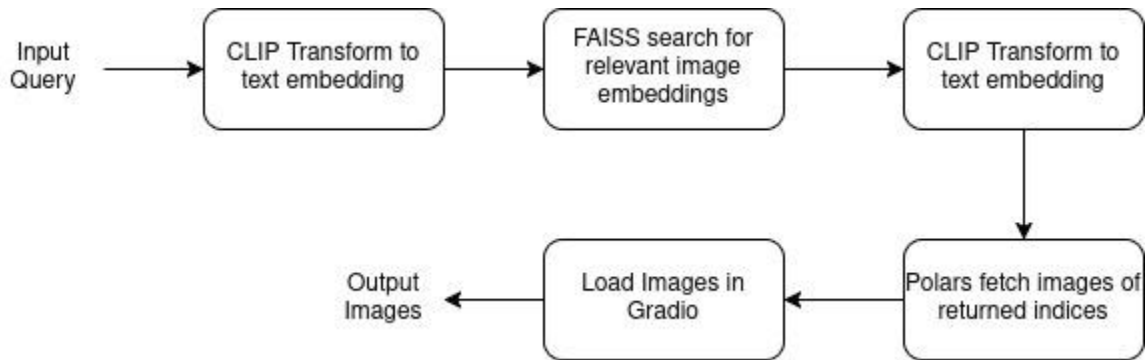 Input
Query
CLIP Transform to
text embedding
FAISS search for
relevant image
embeddings
CLIP Transform to
text embedding
Polars fetch images of
returned indices
Load Images in
Gradio
Output
Images